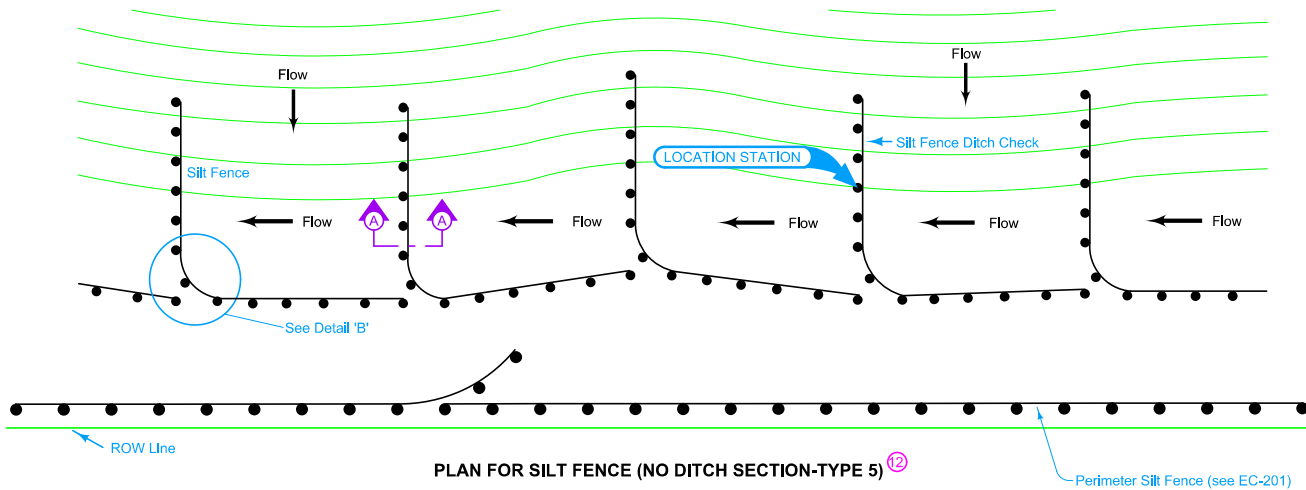 Flow
Flow
Silt Fence Ditch Check
LOCATION STATION
Silt Fence
A
A
Flow
Flow
Flow
Flow
Flow
See Detail 'B'
ROW Line
PLAN FOR SILT FENCE (NO DITCH SECTION-TYPE 5) 12
Perimeter Silt Fence (see EC-201)